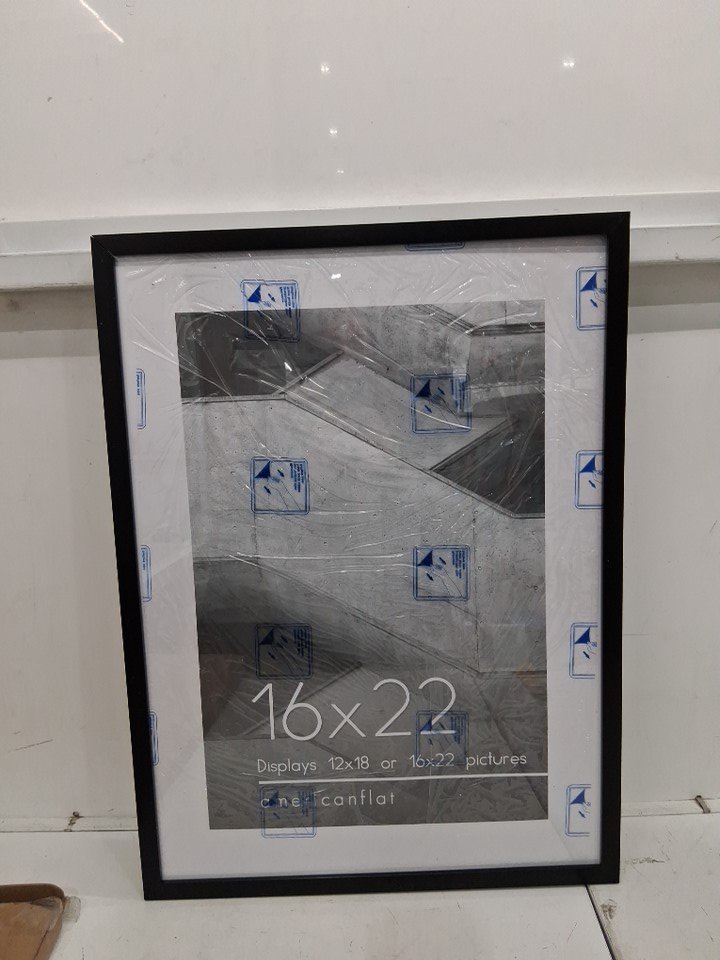 16x22
Displays 12x18 or 16x22 pictures
americanflat